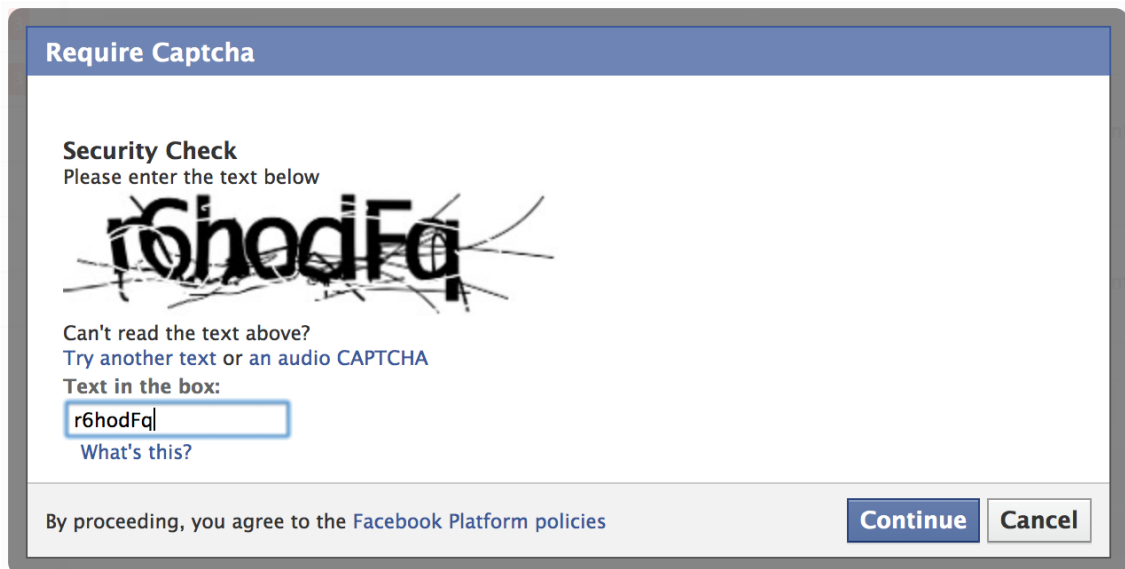 Require Captcha
Security Check
Please enter the text below
r6hodFq
Can't read the text above?
Try another text or an audio CAPTCHA
Text in the box:
r6hodFq
What's this?
By proceeding, you agree to the Facebook Platform policies
Continue
Cancel